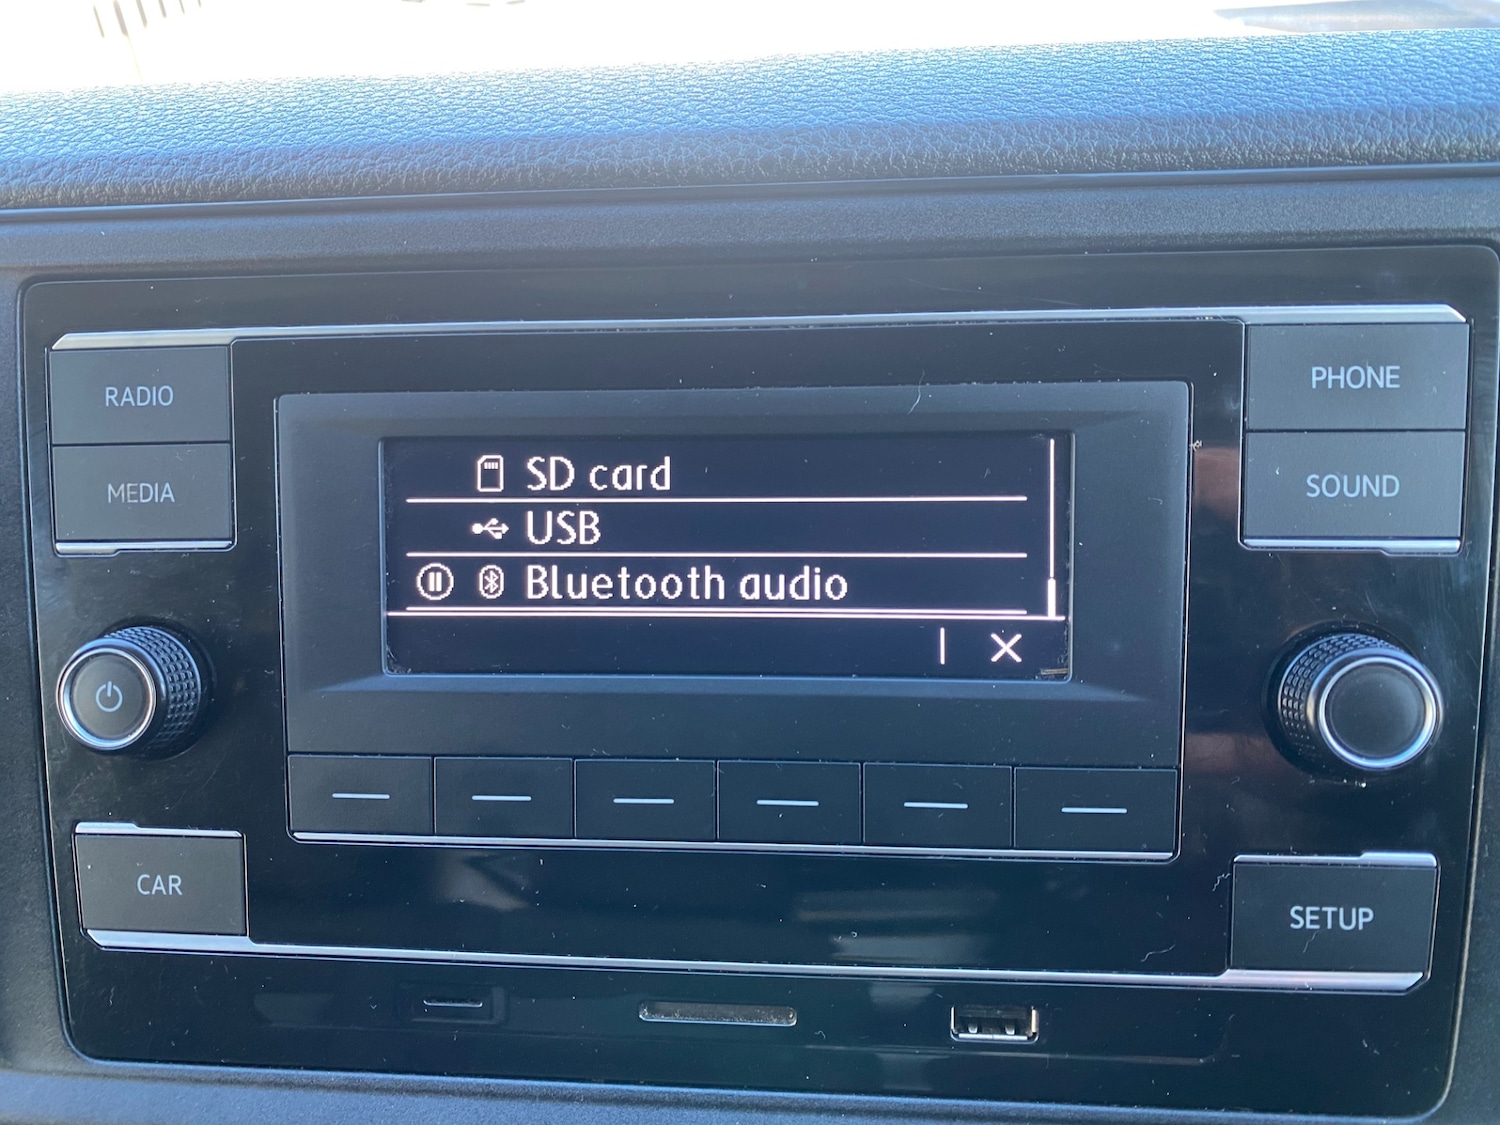 RADIO
PHONE
MEDIA
SOUND
SD card
USB
Bluetooth audio
CAR
SETUP